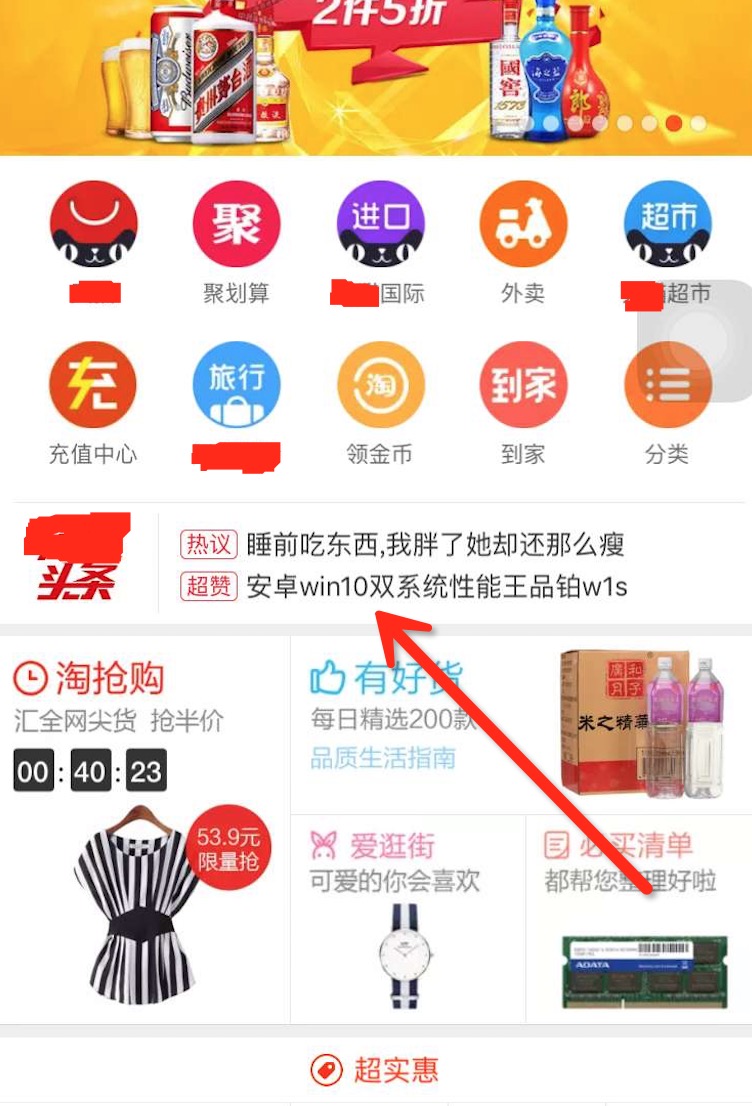 2件5折
Budweiser
贵州茅台酒
國窖
1573
海之蓝
郎
聚
进口
超市
聚划算
国际
外卖
超市
充
旅行
淘
到家
充值中心
领金币
到家
分类
头条
热议 睡前吃东西,我胖了她却还那么瘦
超赞 安卓win10双系统性能王品铂w1s
淘抢购
汇全网尖货 抢半价
00:40:23
53.9元
限量抢
有好货
每日精选200款
品质生活指南
米之精華
爱逛街
可爱的你会喜欢
必买清单
都帮您整理好啦
ADATA
超实惠